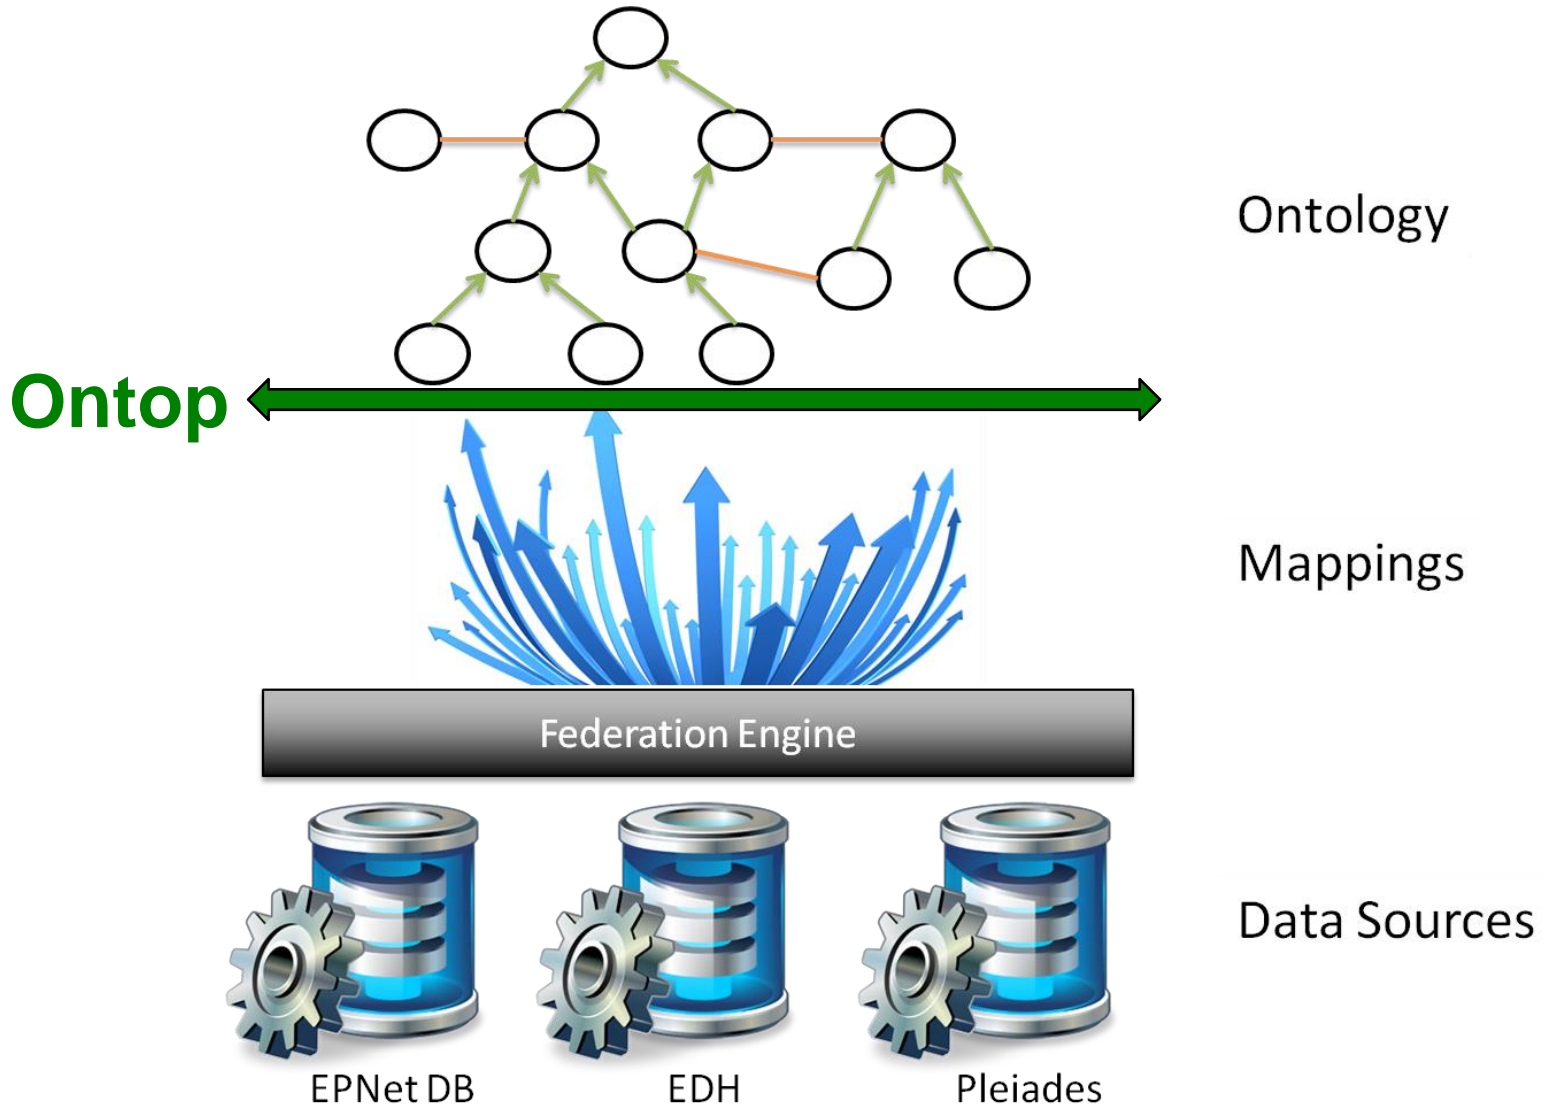 Ontology
Ontop
Mappings
Federation Engine
Data Sources
EPNet DB
EDH
Pleiades